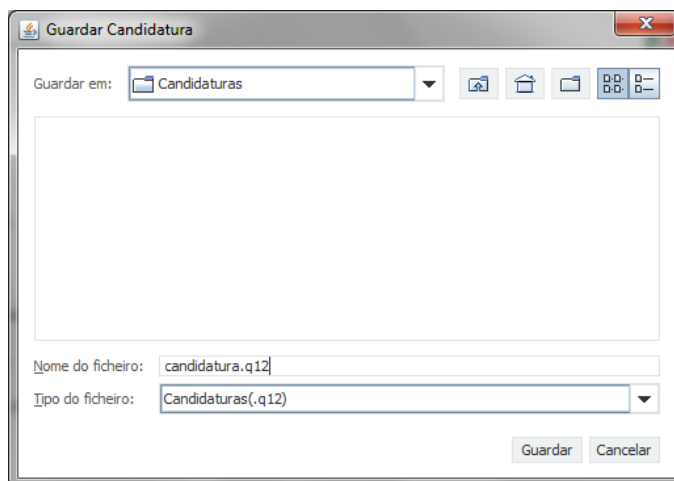 Guardar Candidatura
Guardar em: Candidaturas
Nome do ficheiro: candidatura.q12
Tipo do ficheiro: Candidaturas(.q12)
Guardar Cancelar